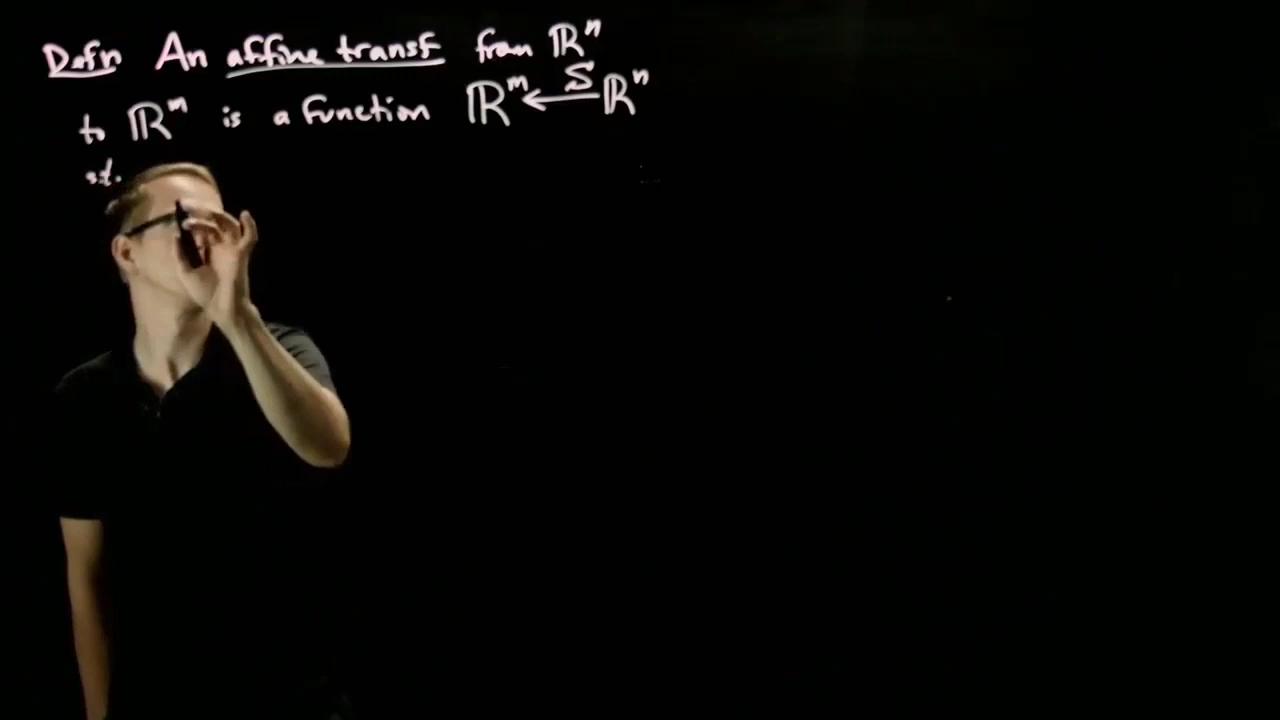 Defn An affine transf from ℝⁿ
to ℝᵐ is a function ℝᵐ ←S ℝⁿ
s.t.